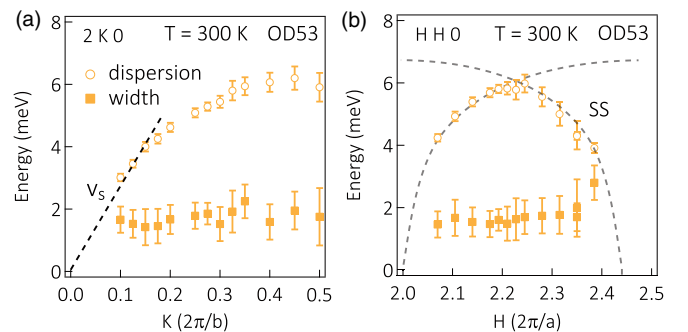 (a)
2 K 0 T = 300 K OD53
dispersion
width
Vs
Energy (meV)
8
6
4
2
0
0.0 0.1 0.2 0.3 0.4 0.5
K (2π/b)
(b)
H H 0 T = 300 K OD53
SS
Energy (meV)
8
6
4
2
0
2.0 2.1 2.2 2.3 2.4 2.5
H (2π/a)